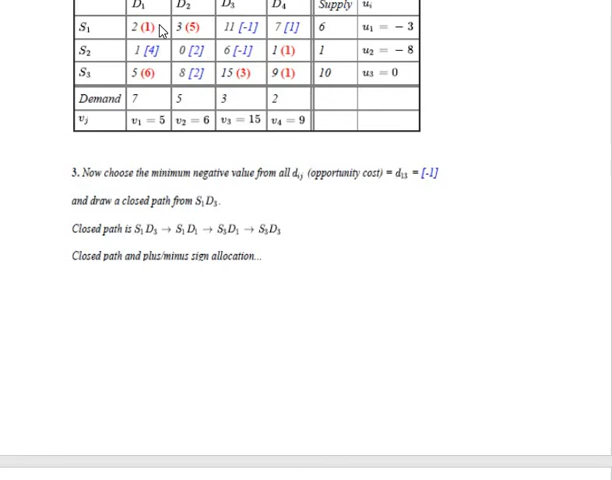 D₁ D₂ D₃ D₄ Supply uᵢ
S₁ 2 (1) 3 (5) 11 [-1] 7 [1] 6 u₁ = − 3
S₂ 1 [4] 0 [2] 6 [-1] 1 (1) 1 u₂ = − 8
S₃ 5 (6) 8 [2] 15 (3) 9 (1) 10 u₃ = 0
Demand 7 5 3 2
vⱼ v₁ = 5 v₂ = 6 v₃ = 15 v₄ = 9
3. Now choose the minimum negative value from all dᵢⱼ (opportunity cost) = d₁₃ = [-1]
and draw a closed path from S₁D₃.
Closed path is S₁D₃ → S₁D₁ → S₃D₁ → S₃D₃
Closed path and plus/minus sign allocation...